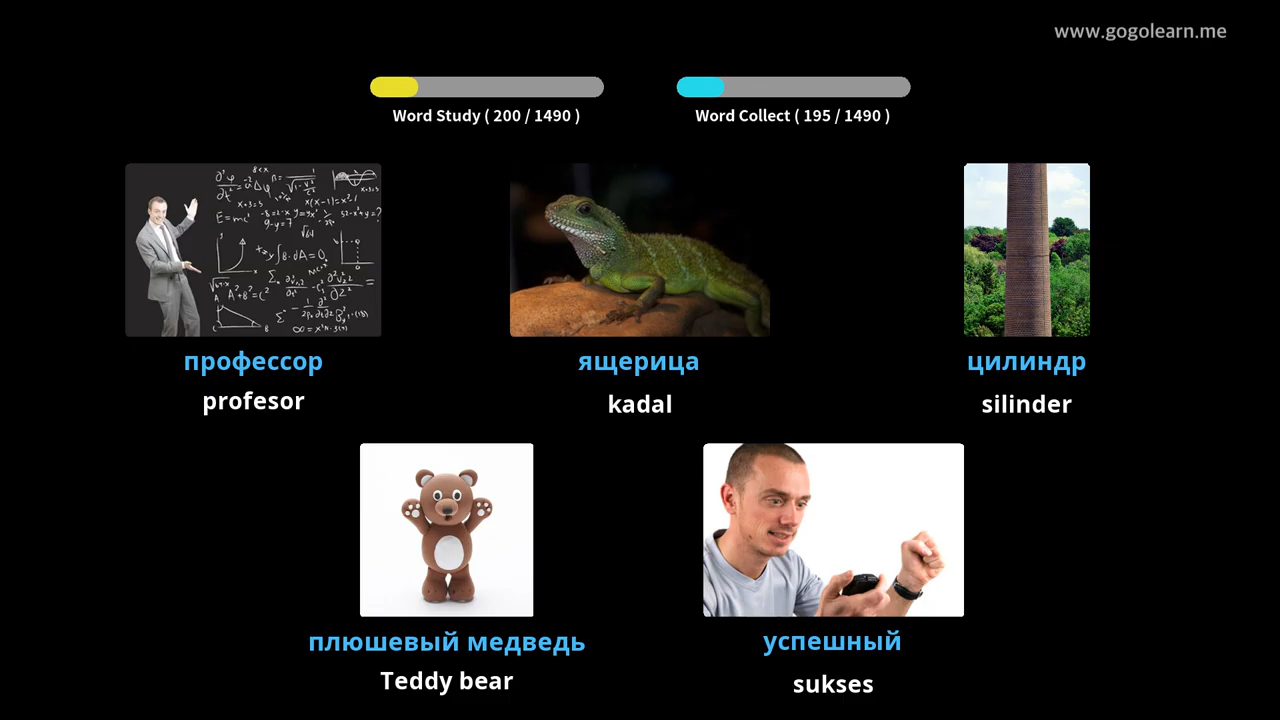 www.gogolearn.me
Word Study ( 200 / 1490 )
Word Collect ( 195 / 1490 )
профессор
profesor
ящерица
kadal
цилиндр
silinder
плюшевый медведь
Teddy bear
успешный
sukses